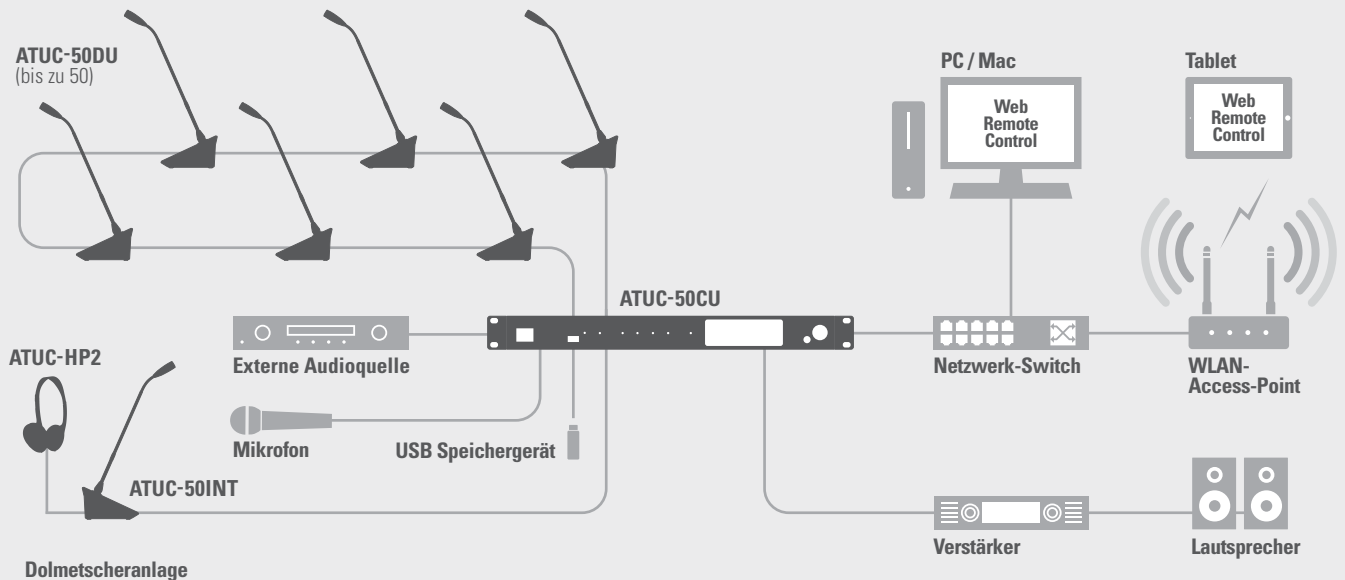 ATUC-50DU
(bis zu 50)
PC / Mac
Web
Remote
Control
Tablet
Web
Remote
Control
ATUC-50CU
Externe Audioquelle
Netzwerk-Switch
WLAN-
Access-Point
ATUC-HP2
Mikrofon
USB Speichergerät
ATUC-50INT
Verstärker
Lautsprecher
Dolmetscheranlage